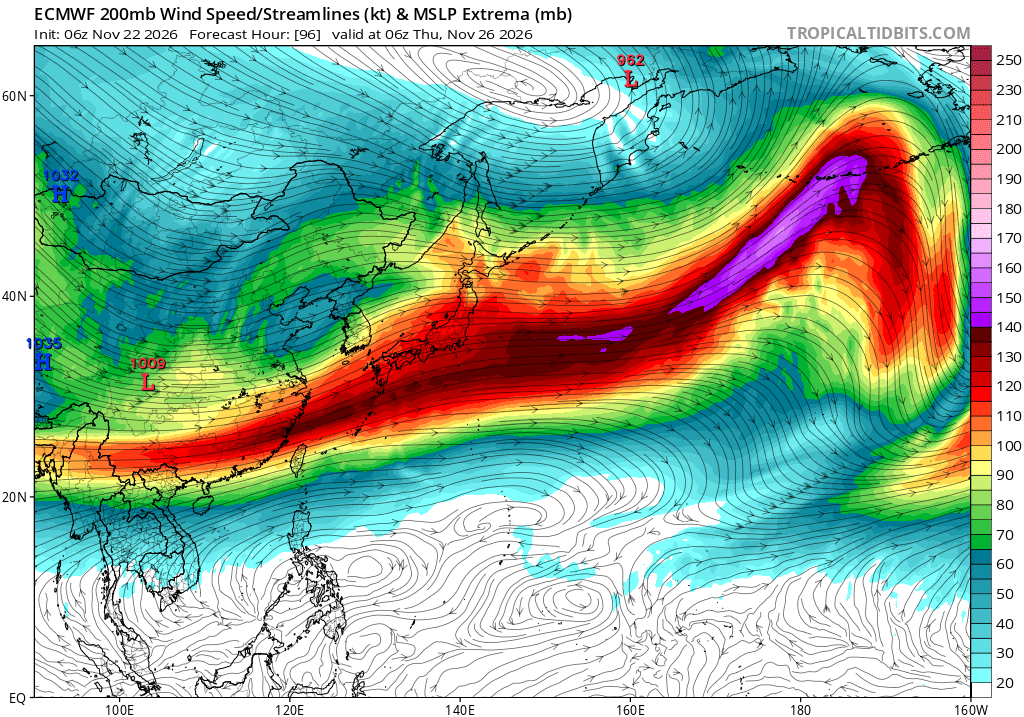 ECMWF 200mb Wind Speed/Streamlines (kt) & MSLP Extrema (mb)
Init: 06z Nov 22 2026 Forecast Hour: [96] valid at 06z Thu, Nov 26 2026
TROPICALTIDBITS.COM
962
L
1032
H
1035
H
1009
L
60N
40N
20N
EQ
100E
120E
140E
160E
180
160W
250
230
220
210
200
190
180
170
160
150
140
130
120
110
100
90
80
70
60
50
40
30
20